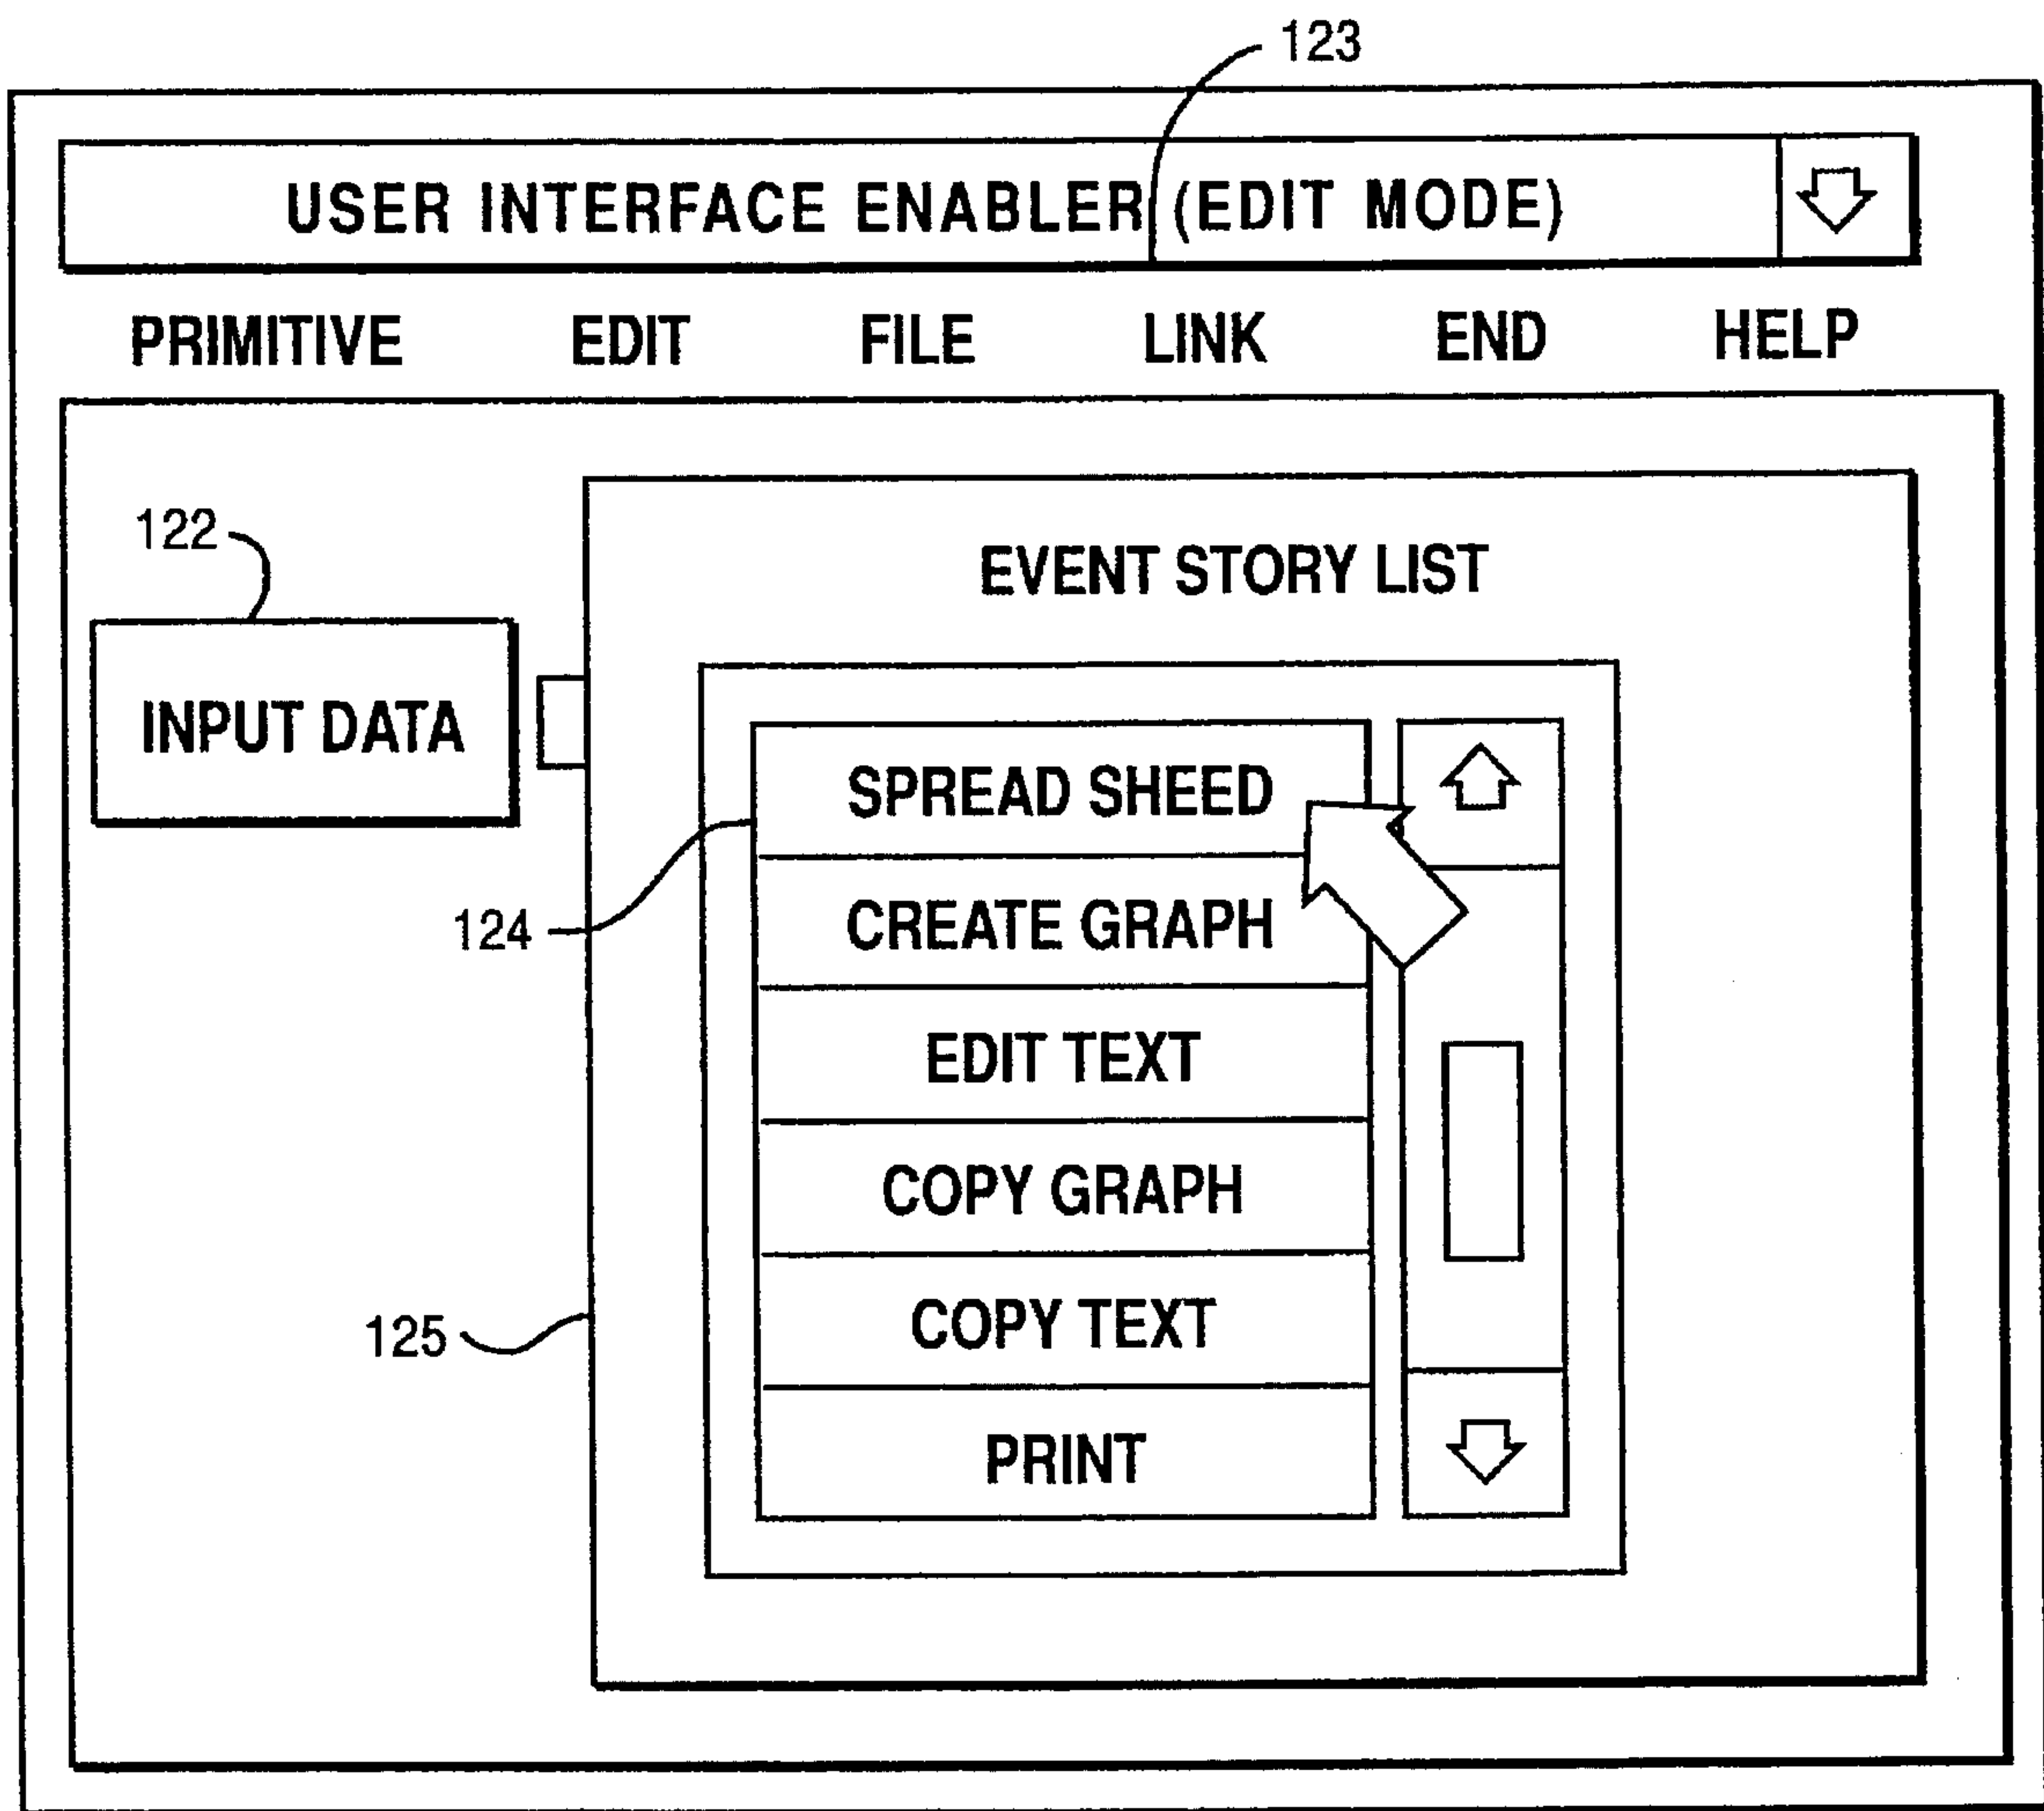 123
USER INTERFACE ENABLER (EDIT MODE)
PRIMITIVE EDIT FILE LINK END HELP
122
EVENT STORY LIST
INPUT DATA
SPREAD SHEED
124
CREATE GRAPH
EDIT TEXT
COPY GRAPH
125
COPY TEXT
PRINT